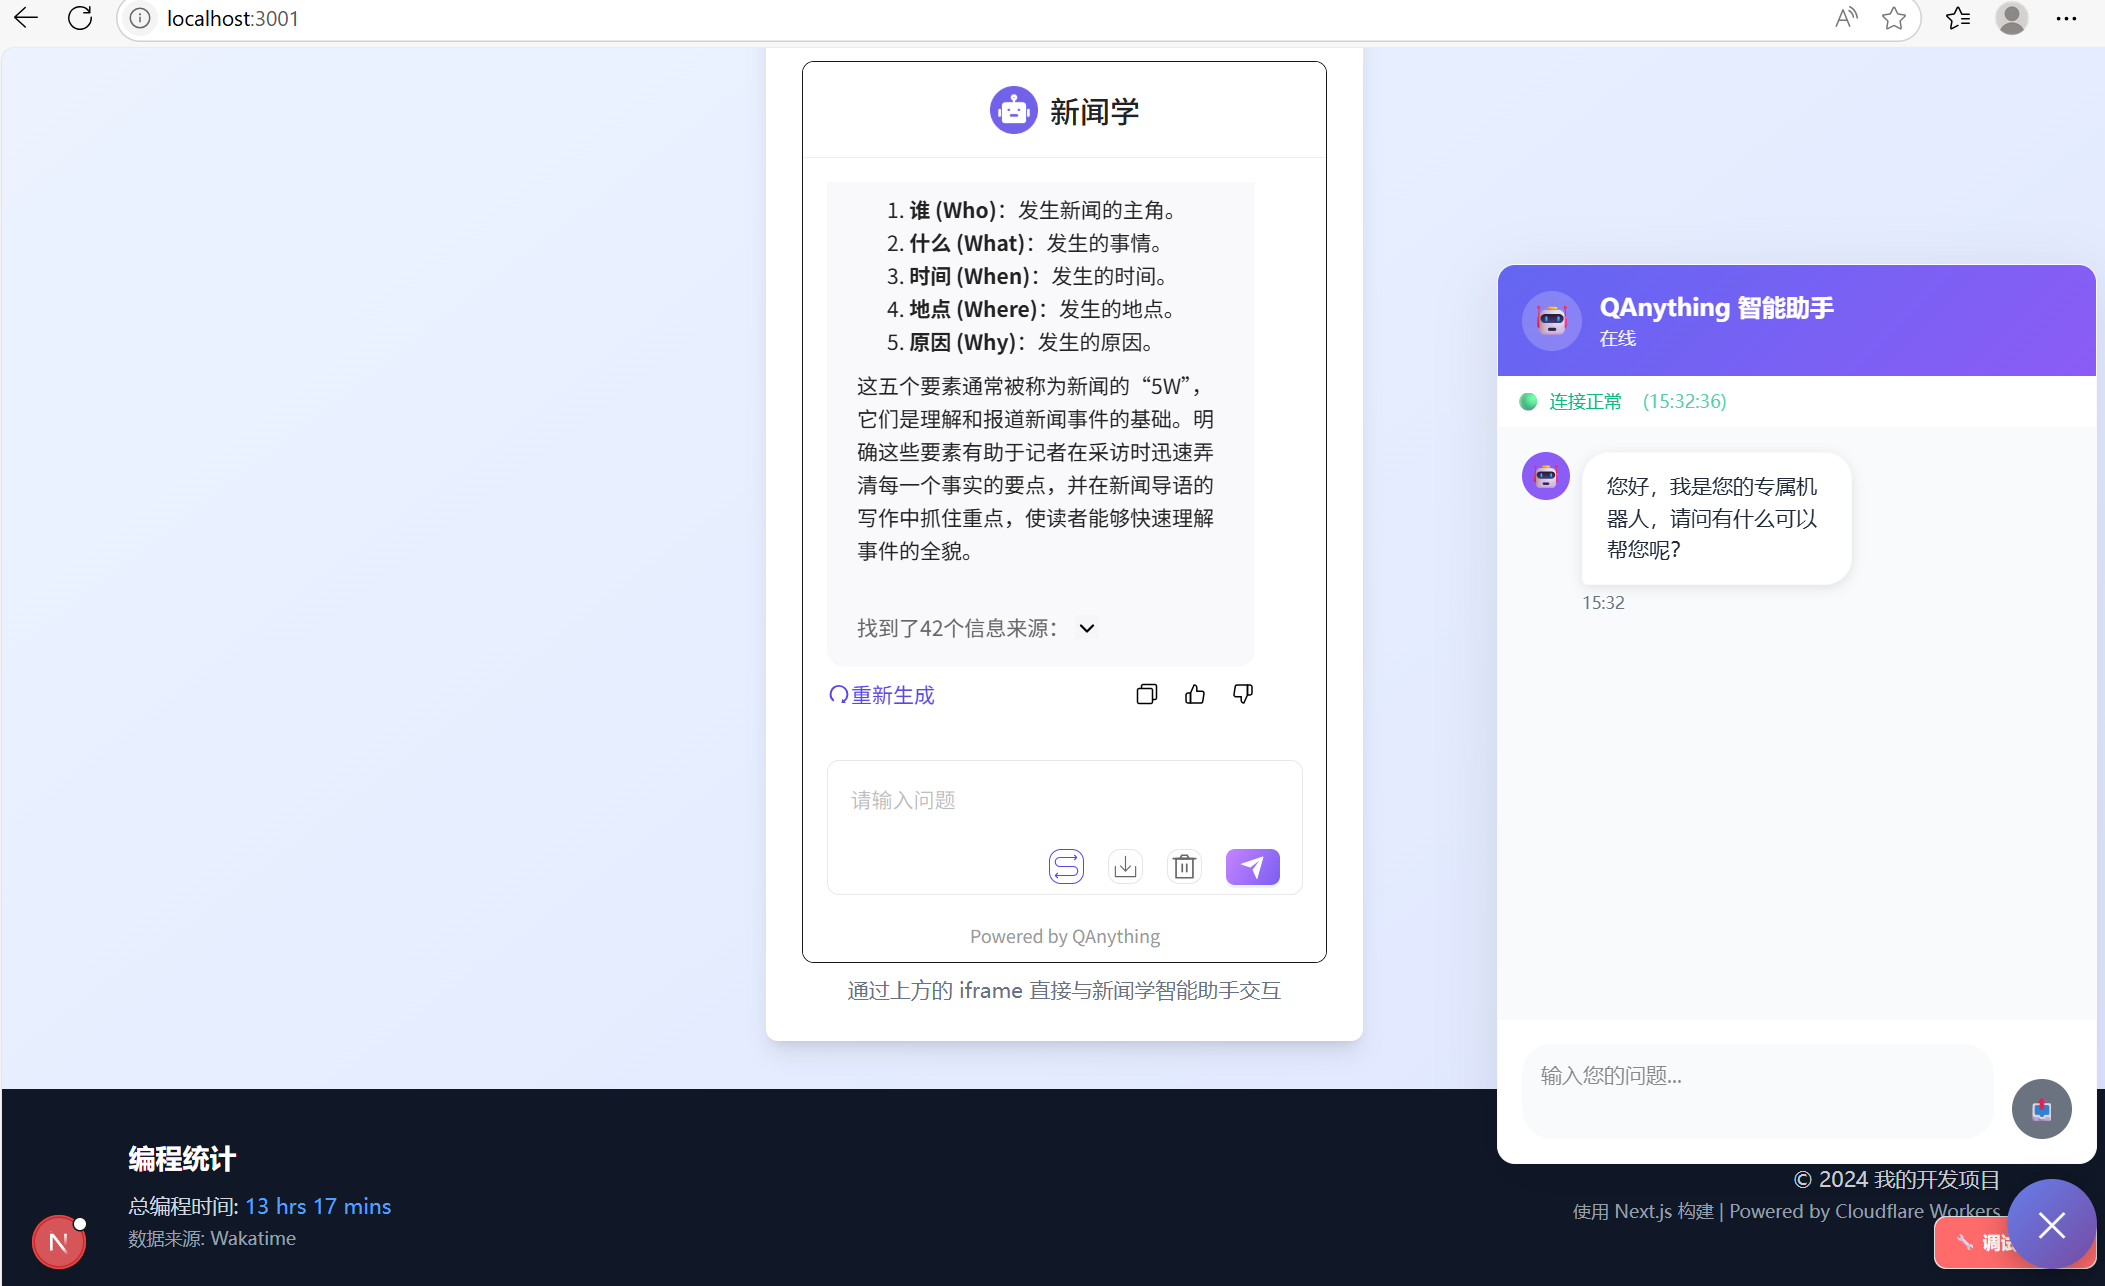 localhost:3001
新闻学
1. 谁 (Who)：发生新闻的主角。
2. 什么 (What)：发生的事情。
3. 时间 (When)：发生的时间。
4. 地点 (Where)：发生的地点。
5. 原因 (Why)：发生的原因。
这五个要素通常被称为新闻的“5W”，
它们是理解和报道新闻事件的基础。明
确这些要素有助于记者在采访时迅速弄
清每一个事实的要点，并在新闻导语的
写作中抓住重点，使读者能够快速理解
事件的全貌。
找到了42个信息来源：
重新生成
请输入问题
Powered by QAnything
通过上方的 iframe 直接与新闻学智能助手交互
QAnything 智能助手
在线
连接正常 (15:32:36)
您好，我是您的专属机
器人，请问有什么可以
帮您呢?
15:32
输入您的问题...
编程统计
总编程时间: 13 hrs 17 mins
数据来源: Wakatime
© 2024 我的开发项目
使用 Next.js 构建 | Powered by Cloudflare Workers
调试
N